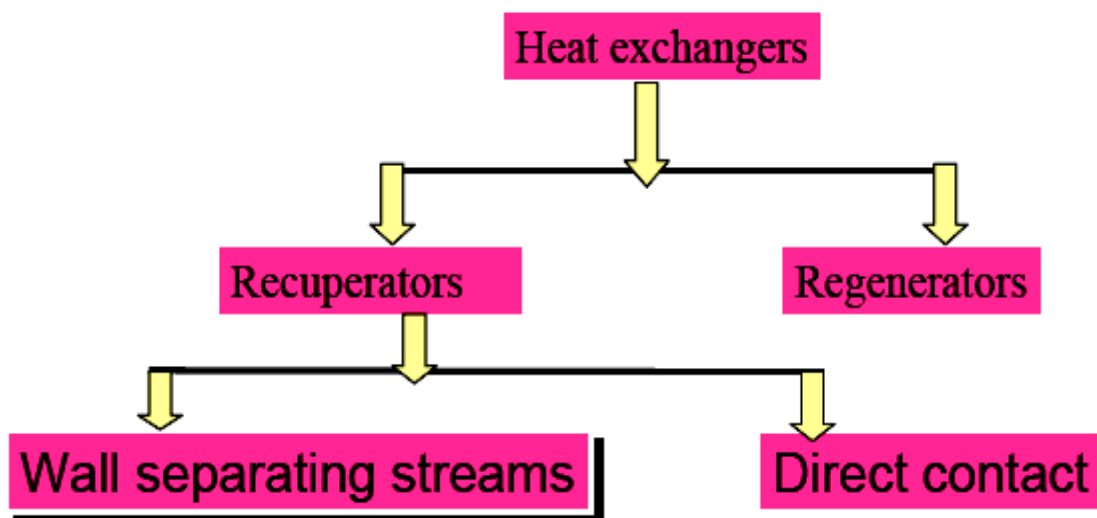 Heat exchangers
Recuperators
Regenerators
Wall separating streams
Direct contact